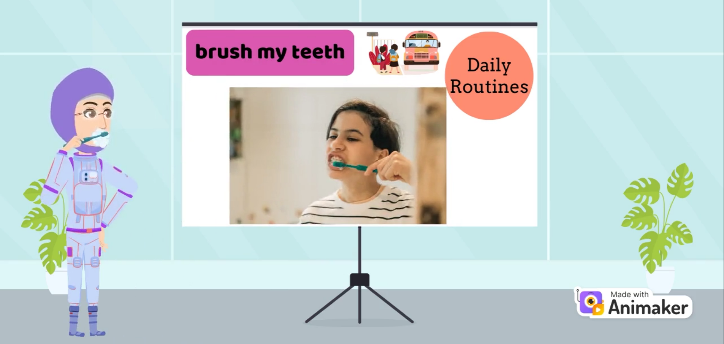 brush my teeth
Daily
Routines
Made with
Animaker